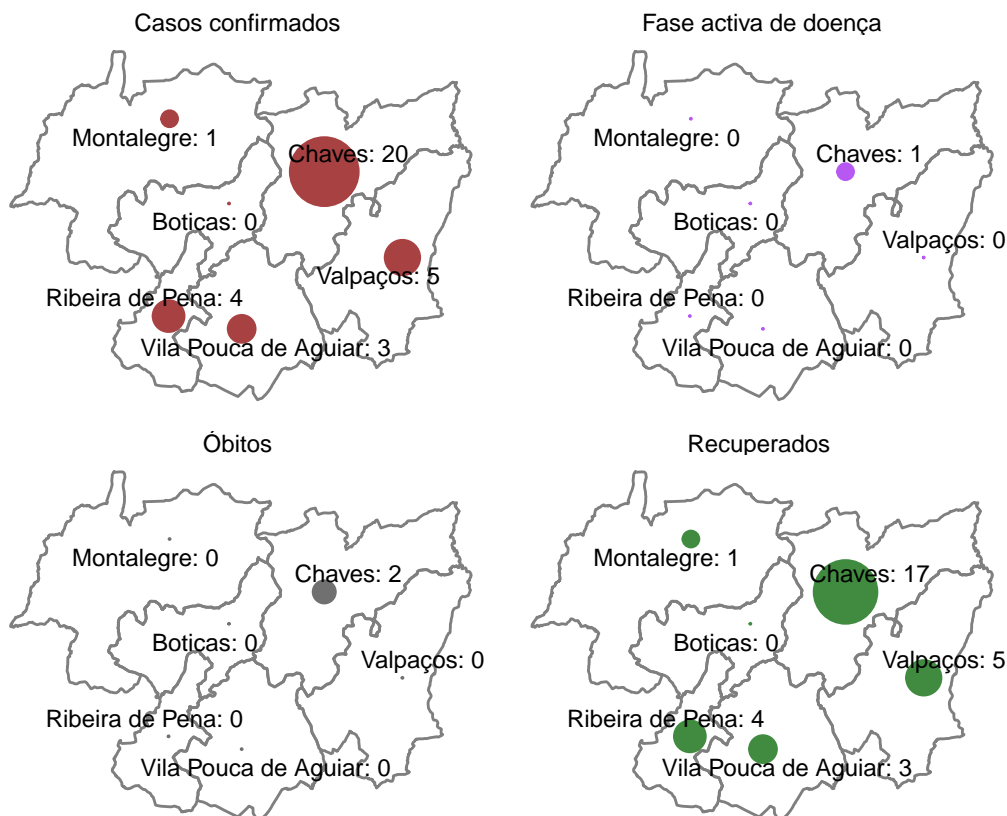 Casos confirmados
Montalegre: 1
Chaves: 20
Boticas: 0
Valpaços: 5
Ribeira de Pena: 4
Vila Pouca de Aguiar: 3
Fase activa de doença
Montalegre: 0
Chaves: 1
Boticas: 0
Valpaços: 0
Ribeira de Pena: 0
Vila Pouca de Aguiar: 0
Óbitos
Montalegre: 0
Chaves: 2
Boticas: 0
Valpaços: 0
Ribeira de Pena: 0
Vila Pouca de Aguiar: 0
Recuperados
Montalegre: 1
Chaves: 17
Boticas: 0
Valpaços: 5
Ribeira de Pena: 4
Vila Pouca de Aguiar: 3